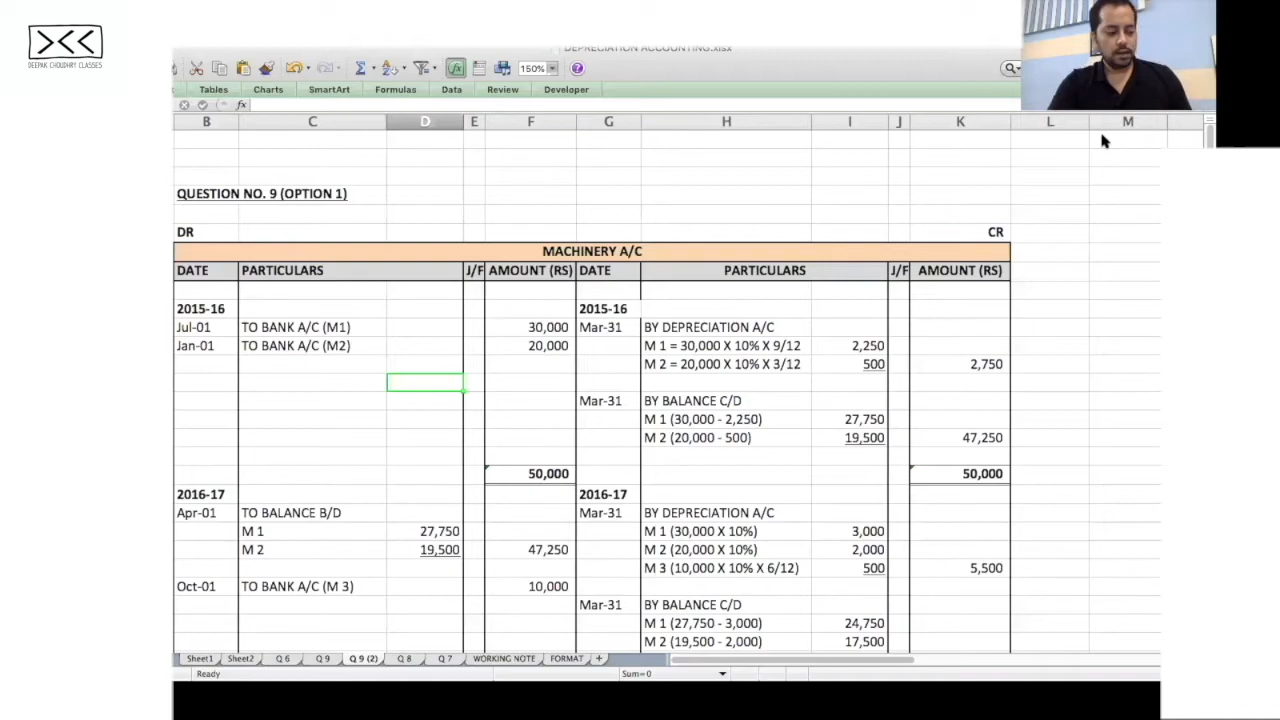 DEEPAK CHOUDHRY CLASSES
DEPRECIATION ACCOUNTING.xlsx
150%
Tables Charts SmartArt Formulas Data Review Developer
fx
B C D E F G H I J K L M
QUESTION NO. 9 (OPTION 1)
DR CR
MACHINERY A/C
DATE PARTICULARS J/F AMOUNT (RS) DATE PARTICULARS J/F AMOUNT (RS)
2015-16 2015-16
Jul-01 TO BANK A/C (M1) 30,000 Mar-31 BY DEPRECIATION A/C
Jan-01 TO BANK A/C (M2) 20,000 M 1 = 30,000 X 10% X 9/12 2,250
M 2 = 20,000 X 10% X 3/12 500 2,750
Mar-31 BY BALANCE C/D
M 1 (30,000 - 2,250) 27,750
M 2 (20,000 - 500) 19,500 47,250
50,000 50,000
2016-17 2016-17
Apr-01 TO BALANCE B/D Mar-31 BY DEPRECIATION A/C
M 1 27,750 M 1 (30,000 X 10%) 3,000
M 2 19,500 47,250 M 2 (20,000 X 10%) 2,000
M 3 (10,000 X 10% X 6/12) 500 5,500
Oct-01 TO BANK A/C (M 3) 10,000
Mar-31 BY BALANCE C/D
M 1 (27,750 - 3,000) 24,750
M 2 (19,500 - 2,000) 17,500
Sheet1 Sheet2 Q 6 Q 9 Q 9 (2) Q 8 Q 7 WORKING NOTE FORMAT +
Ready Sum=0